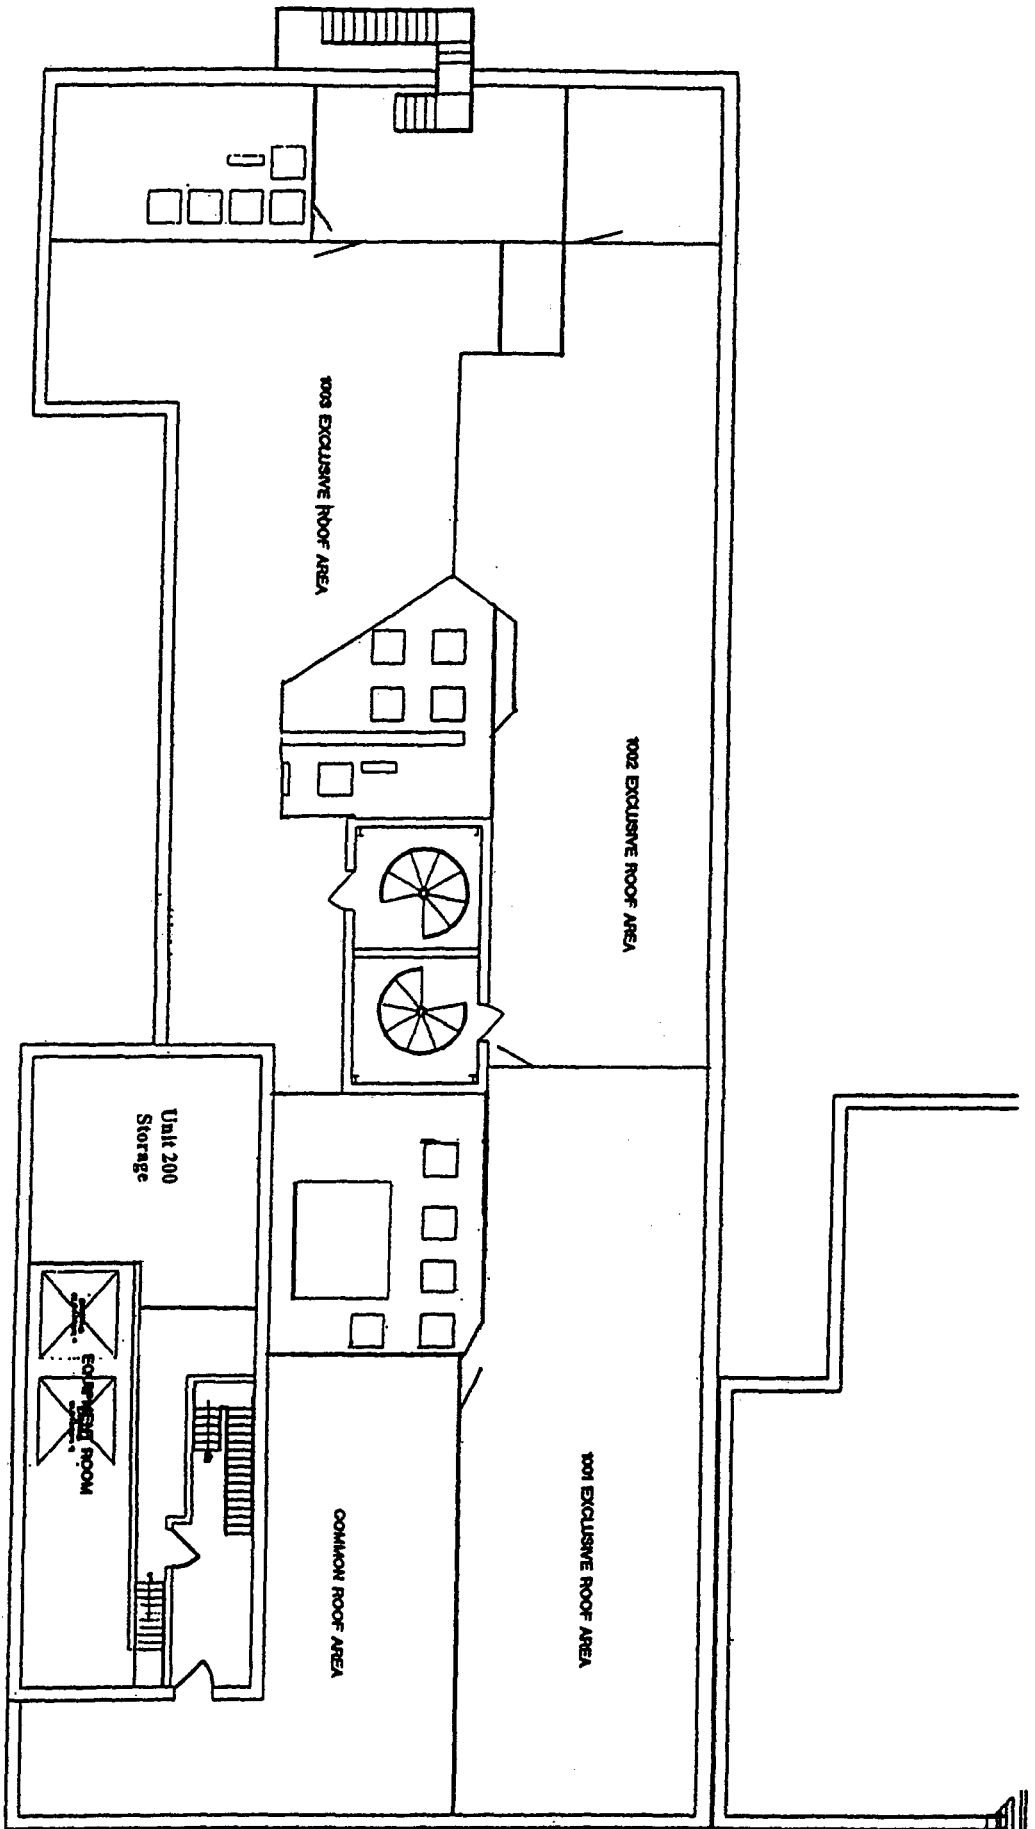 1003 EXCLUSIVE ROOF AREA
1002 EXCLUSIVE ROOF AREA
Unit 200
Storage
EQUIPMENT ROOM
1001 EXCLUSIVE ROOF AREA
COMMON ROOF AREA